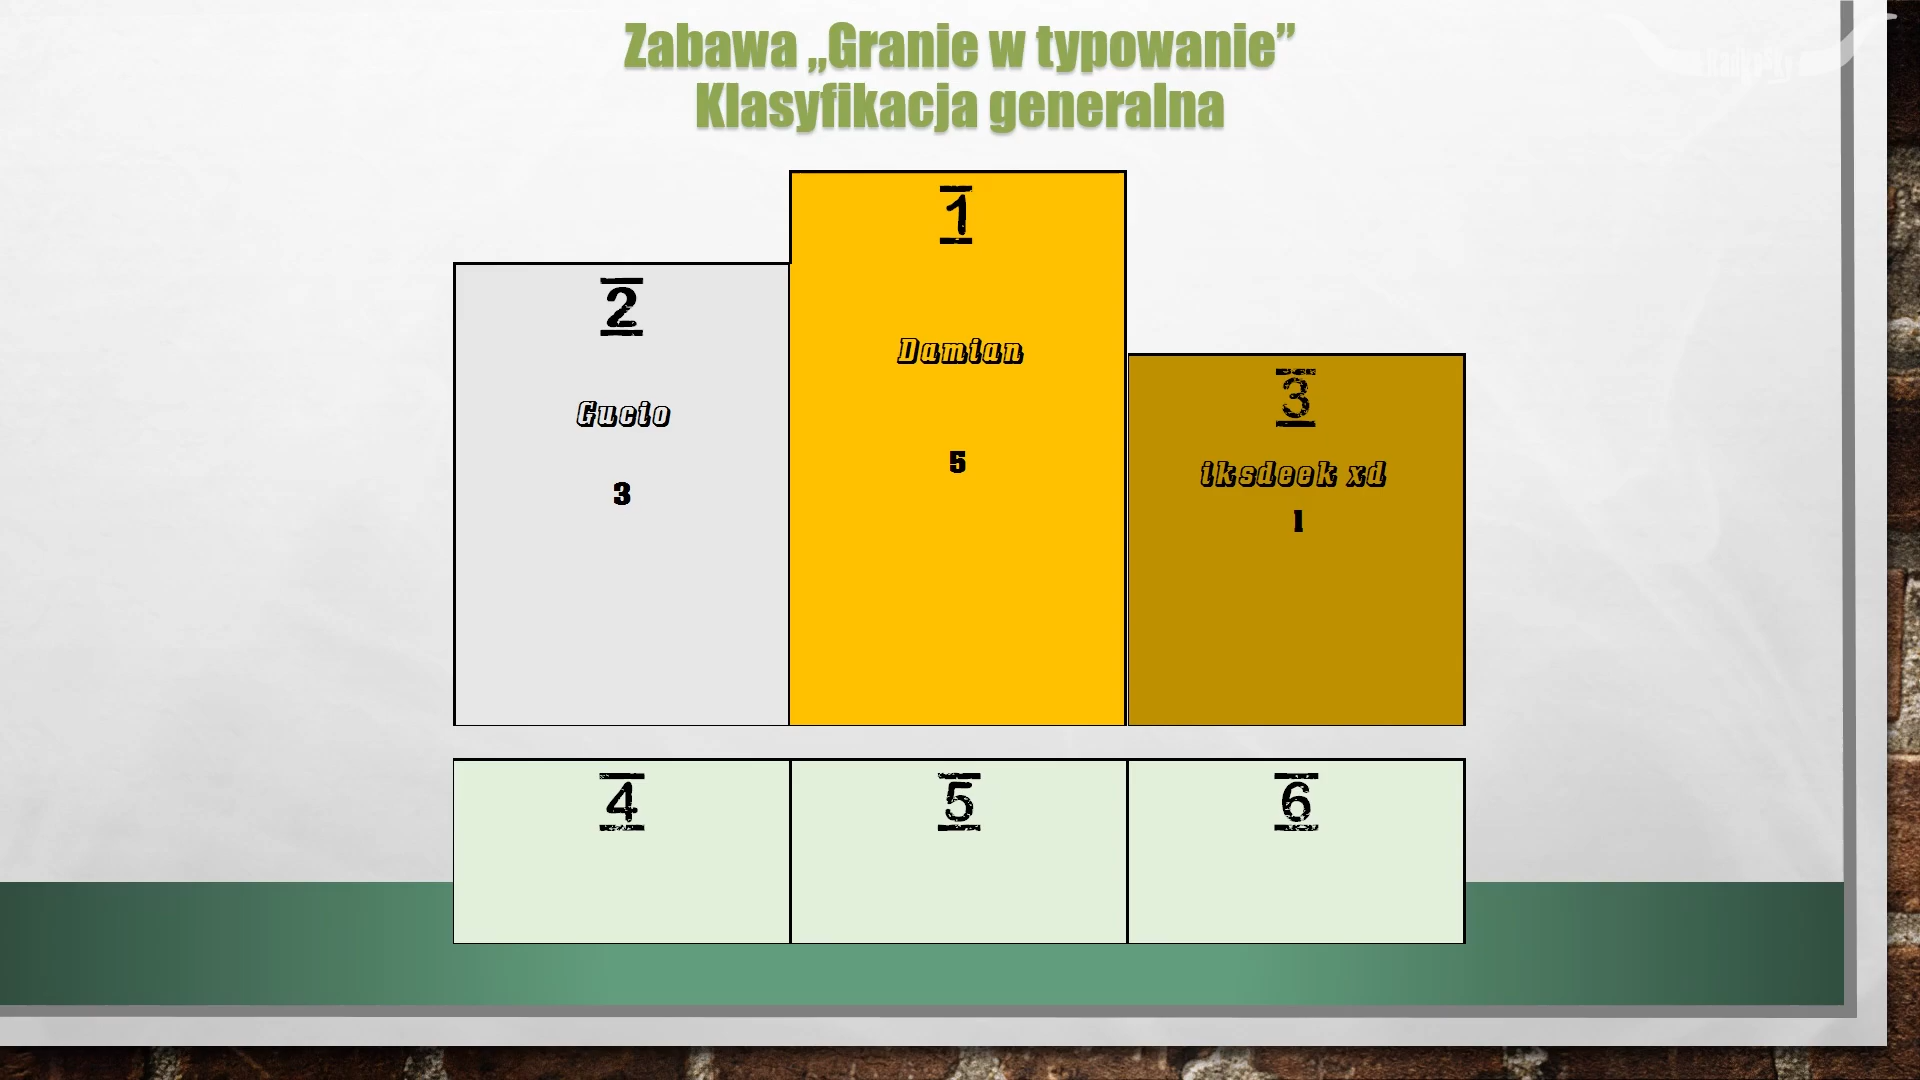 Zabawa „Granie w typowanie”
Klasyfikacja generalna
1
Damian
5
2
Gucio
3
3
iksdeek xd
1
4
5
6